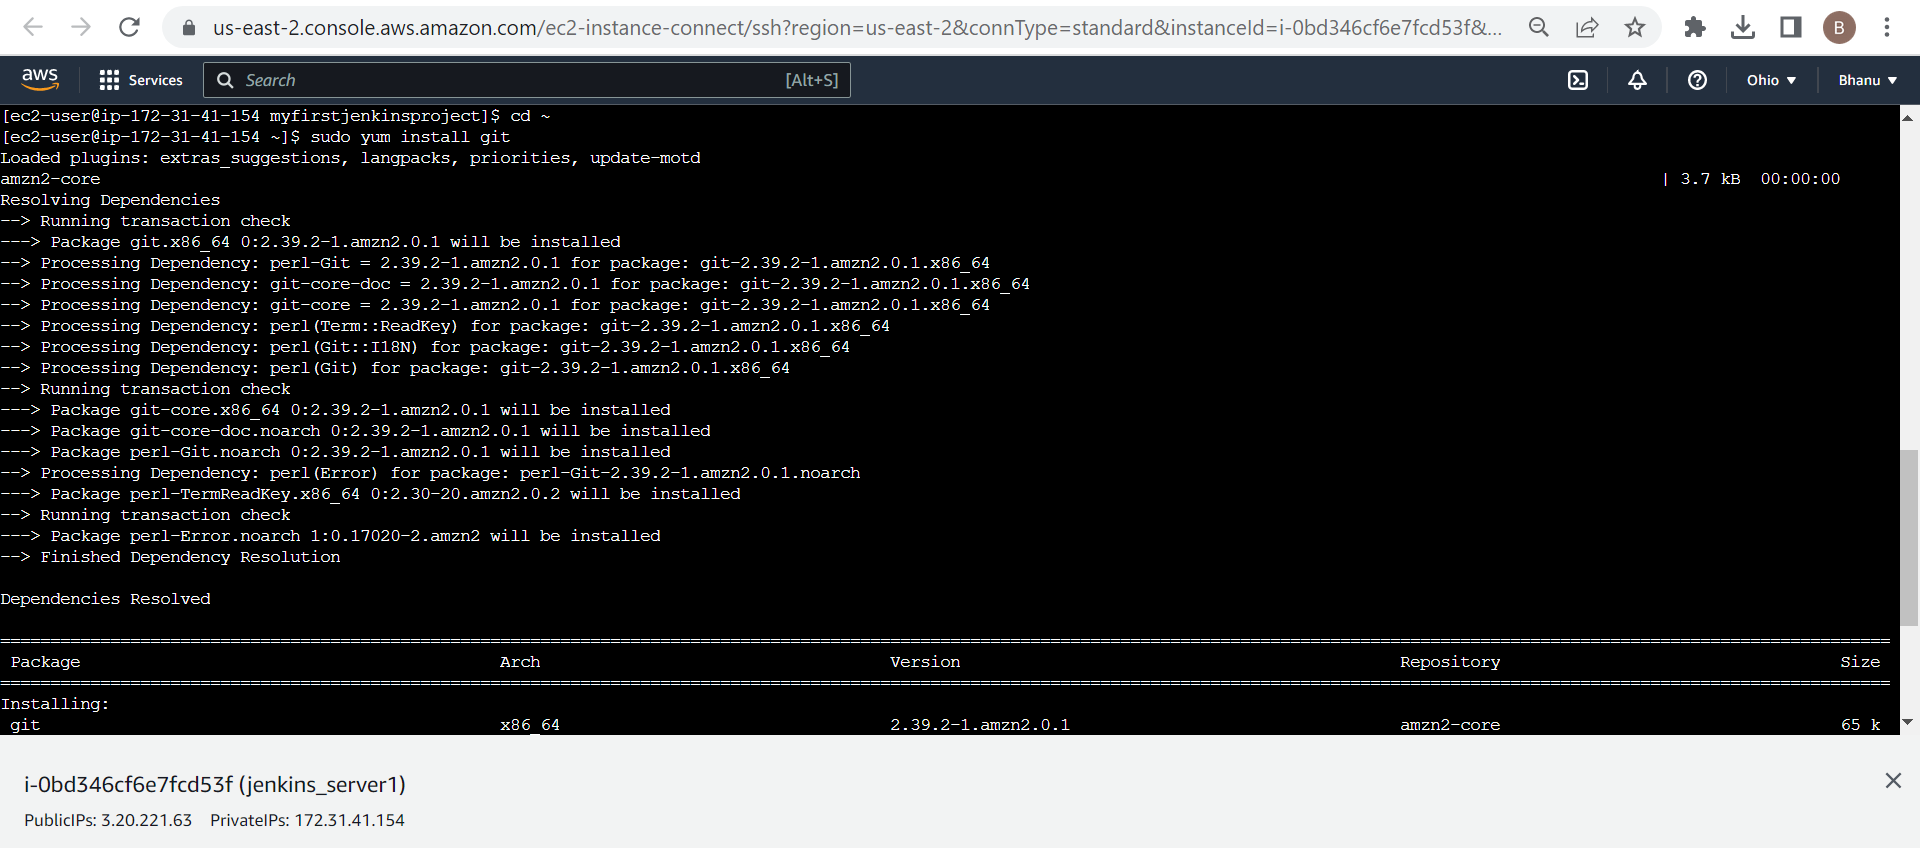 us-east-2.console.aws.amazon.com/ec2-instance-connect/ssh?region=us-east-2&connType=standard&instanceId=i-0bd346cf6e7fcd53f&... B
aws Services Search [Alt+S] Ohio Bhanu
[ec2-user@ip-172-31-41-154 myfirstjenkinsproject]$ cd ~
[ec2-user@ip-172-31-41-154 ~]$ sudo yum install git
Loaded plugins: extras_suggestions, langpacks, priorities, update-motd
amzn2-core | 3.7 kB 00:00:00
Resolving Dependencies
--> Running transaction check
---> Package git.x86_64 0:2.39.2-1.amzn2.0.1 will be installed
--> Processing Dependency: perl-Git = 2.39.2-1.amzn2.0.1 for package: git-2.39.2-1.amzn2.0.1.x86_64
--> Processing Dependency: git-core-doc = 2.39.2-1.amzn2.0.1 for package: git-2.39.2-1.amzn2.0.1.x86_64
--> Processing Dependency: git-core = 2.39.2-1.amzn2.0.1 for package: git-2.39.2-1.amzn2.0.1.x86_64
--> Processing Dependency: perl(Term::ReadKey) for package: git-2.39.2-1.amzn2.0.1.x86_64
--> Processing Dependency: perl(Git::I18N) for package: git-2.39.2-1.amzn2.0.1.x86_64
--> Processing Dependency: perl(Git) for package: git-2.39.2-1.amzn2.0.1.x86_64
--> Running transaction check
---> Package git-core.x86_64 0:2.39.2-1.amzn2.0.1 will be installed
---> Package git-core-doc.noarch 0:2.39.2-1.amzn2.0.1 will be installed
---> Package perl-Git.noarch 0:2.39.2-1.amzn2.0.1 will be installed
--> Processing Dependency: perl(Error) for package: perl-Git-2.39.2-1.amzn2.0.1.noarch
---> Package perl-TermReadKey.x86_64 0:2.30-20.amzn2.0.2 will be installed
--> Running transaction check
---> Package perl-Error.noarch 1:0.17020-2.amzn2 will be installed
--> Finished Dependency Resolution
Dependencies Resolved
Package Arch Version Repository Size
Installing:
git x86_64 2.39.2-1.amzn2.0.1 amzn2-core 65 k
i-0bd346cf6e7fcd53f (jenkins_server1)
PublicIPs: 3.20.221.63 PrivateIPs: 172.31.41.154